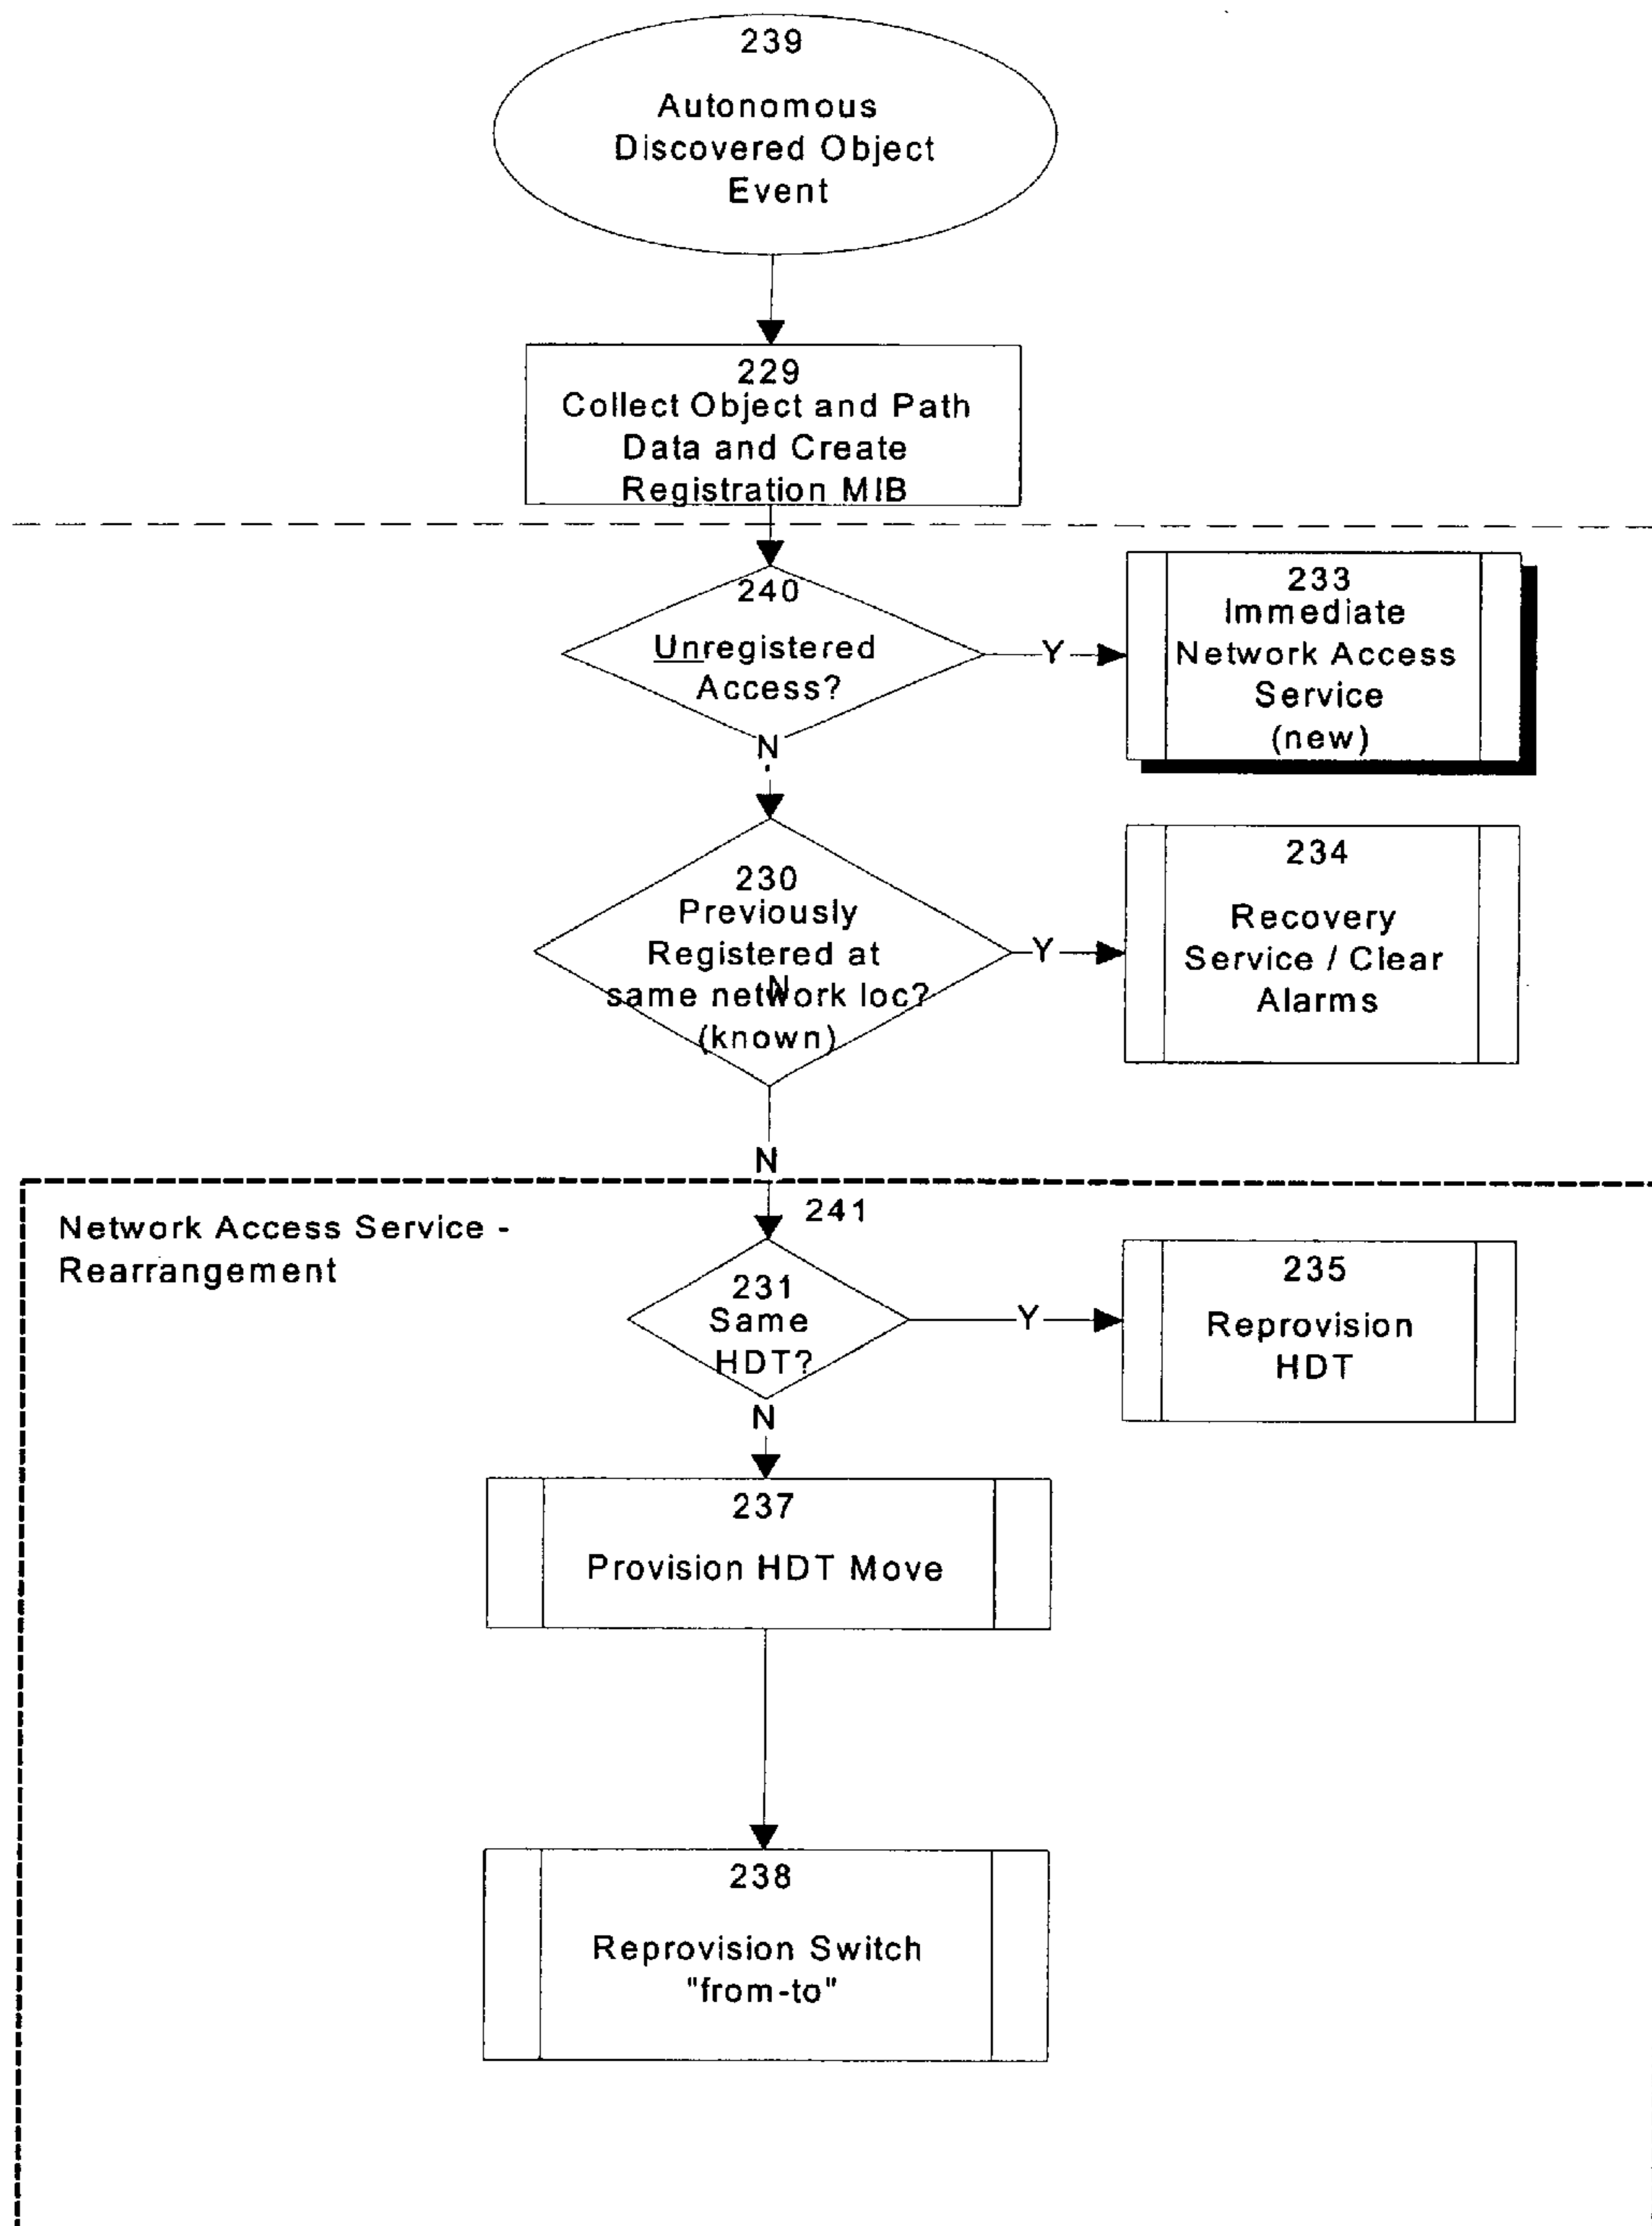 239
Autonomous
Discovered Object
Event
229
Collect Object and Path
Data and Create
Registration MIB
240
Unregistered
Access?
Y
233
Immediate
Network Access
Service
(new)
N
230
Previously
Registered at
N
same network loc?
(known)
Y
234
Recovery
Service / Clear
Alarms
N
241
Network Access Service -
Rearrangement
231
Same
HDT?
Y
235
Reprovision
HDT
N
237
Provision HDT Move
238
Reprovision Switch
"from-to"